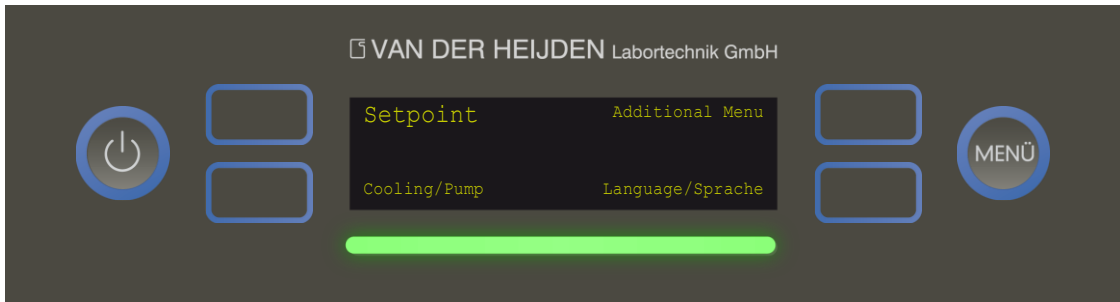 VAN DER HEIJDEN Labortechnik GmbH
Setpoint Additional Menu
MENÜ
Cooling/Pump Language/Sprache